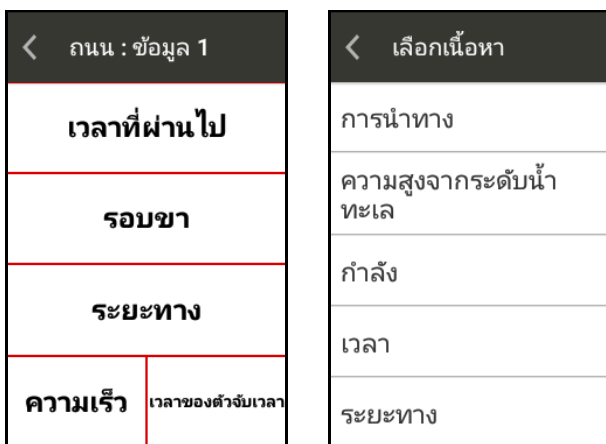 ถนน : ข้อมูล 1
เวลาที่ผ่านไป
รอบขา
ระยะทาง
ความเร็ว
เวลาของตัวจับเวลา
เลือกเนื้อหา
การนำทาง
ความสูงจากระดับน้ำ
ทะเล
กำลัง
เวลา
ระยะทาง